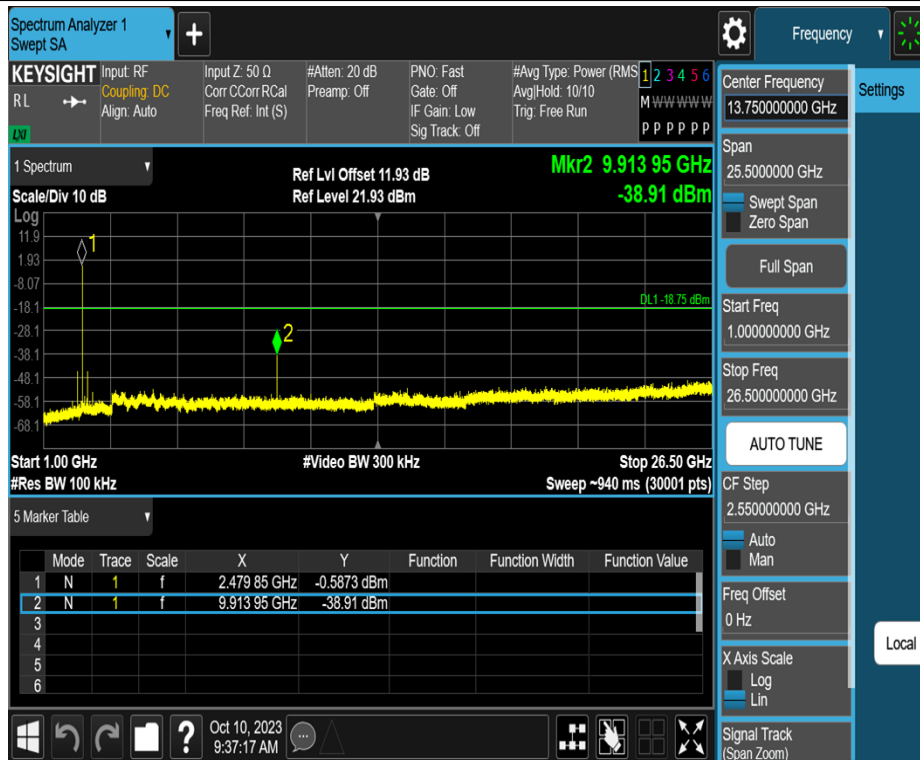 Spectrum Analyzer 1
Swept SA
Frequency
KEYSIGHT
R L
LXI
Input: RF
Coupling: DC
Align: Auto
Input Z: 50 Ω
Corr CCorr RCal
Freq Ref: Int (S)
#Atten: 20 dB
Preamp: Off
PNO: Fast
Gate: Off
IF Gain: Low
Sig Track: Off
#Avg Type: Power (RMS
Avg|Hold: 10/10
Trig: Free Run
1 2 3 4 5 6
M W W W W W
P P P P P P
1 Spectrum
Scale/Div 10 dB
Ref Lvl Offset 11.93 dB
Ref Level 21.93 dBm
Mkr2 9.913 95 GHz
-38.91 dBm
Log
11.9
1.93
-8.07
-18.1
-28.1
-38.1
-48.1
-58.1
-68.1
1
2
DL1 -18.75 dBm
Start 1.00 GHz
#Video BW 300 kHz
Stop 26.50 GHz
#Res BW 100 kHz
Sweep ~940 ms (30001 pts)
5 Marker Table
Mode Trace Scale X Y Function Function Width Function Value
1 N 1 f 2.479 85 GHz -0.5873 dBm
2 N 1 f 9.913 95 GHz -38.91 dBm
3
4
5
6
Oct 10, 2023
9:37:17 AM
Center Frequency
13.750000000 GHz
Span
25.5000000 GHz
Swept Span
Zero Span
Full Span
Start Freq
1.000000000 GHz
Stop Freq
26.500000000 GHz
AUTO TUNE
CF Step
2.550000000 GHz
Auto
Man
Freq Offset
0 Hz
X Axis Scale
Log
Lin
Signal Track
(Span Zoom)
Settings
Local